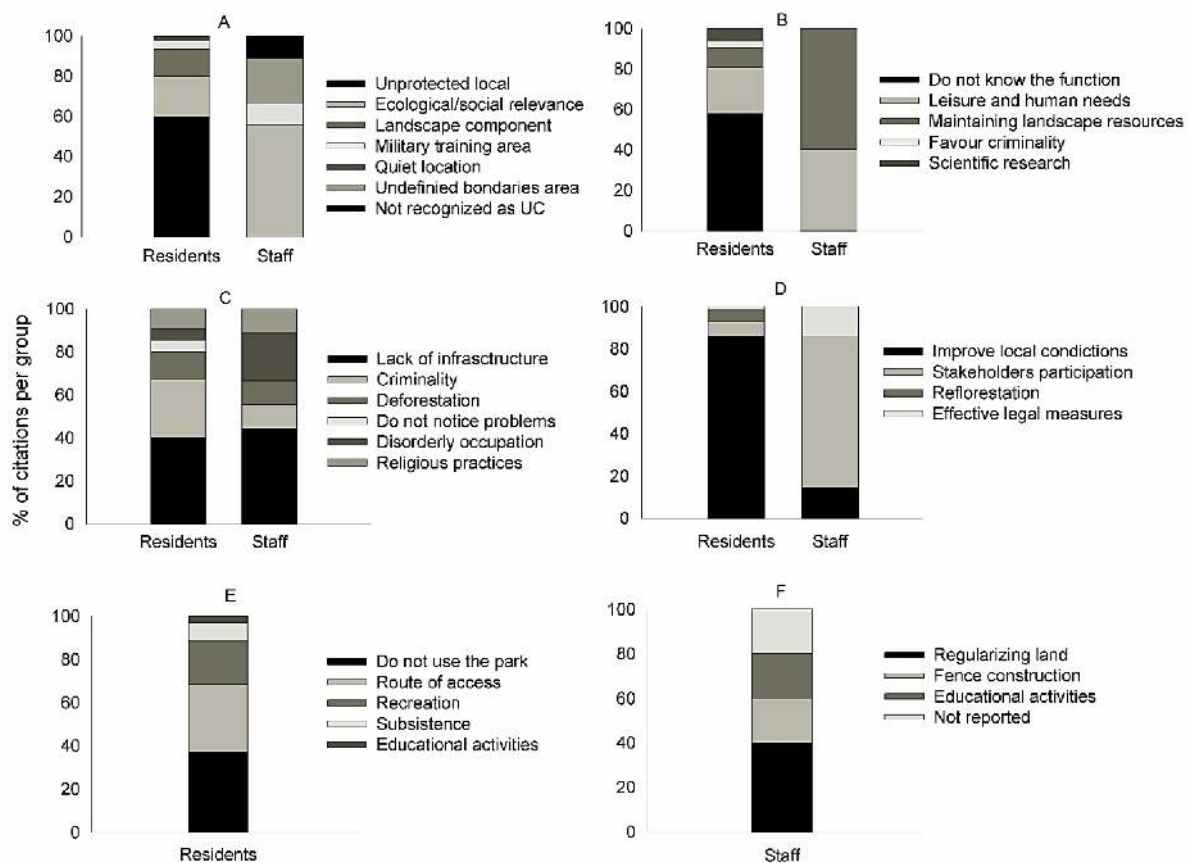 A
100
80
60
40
20
0
Residents
Staff
Unprotected local
Ecological/social relevance
Landscape component
Military training area
Quiet location
Undefinied bondaries area
Not recognized as UC
B
100
80
60
40
20
0
Residents
Staff
Do not know the function
Leisure and human needs
Maintaining landscape resources
Favour criminality
Scientific research
% of citations per group
C
100
80
60
40
20
0
Residents
Staff
Lack of infrasctructure
Criminality
Deforestation
Do not notice problems
Disorderly occupation
Religious practices
D
100
80
60
40
20
0
Residents
Staff
Improve local condictions
Stakeholders participation
Reflorestation
Effective legal measures
E
100
80
60
40
20
0
Residents
Do not use the park
Route of access
Recreation
Subsistence
Educational activities
F
100
80
60
40
20
0
Staff
Regularizing land
Fence construction
Educational activities
Not reported